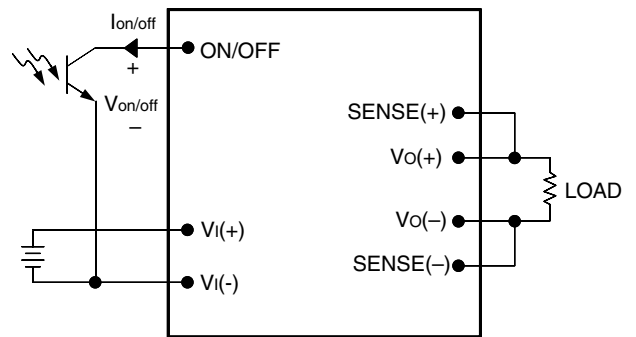 Ion/off
+
ON/OFF
Von/off
–
SENSE(+)
VO(+)
LOAD
VO(–)
VI(+)
SENSE(–)
VI(-)